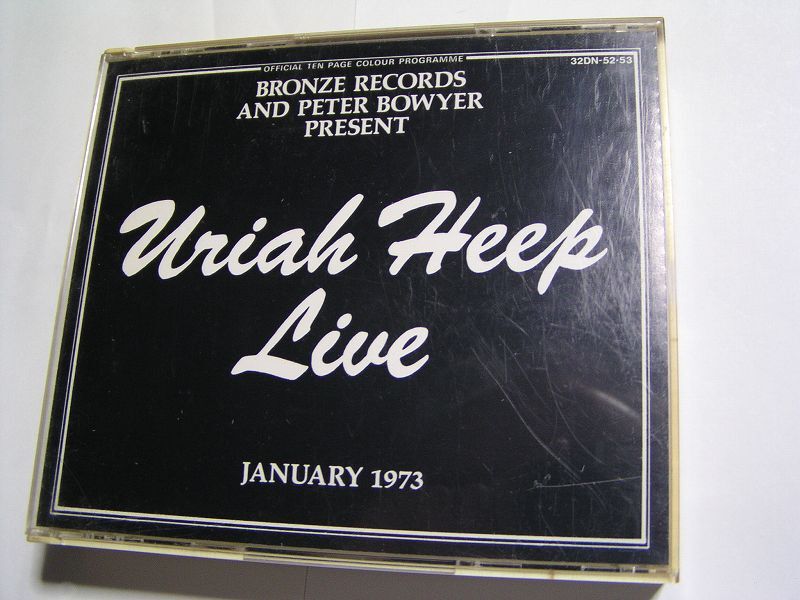 OFFICIAL TEN PAGE COLOUR PROGRAMME
32DN-52·53
BRONZE RECORDS
AND PETER BOWYER
PRESENT
Uriah Heep
Live
JANUARY 1973